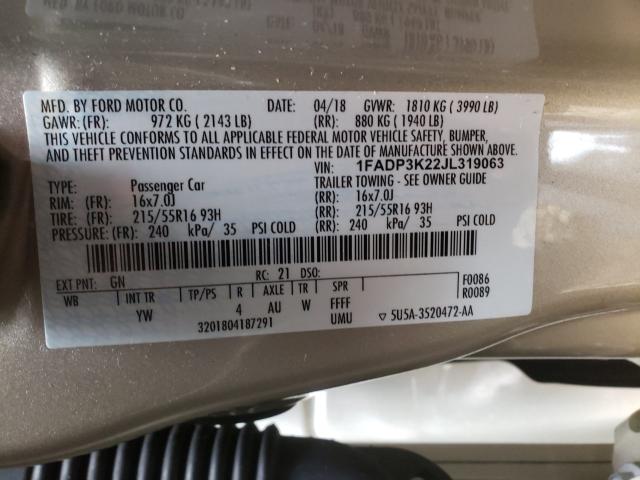 MFD. BY FORD MOTOR CO. DATE: 04/18 GVWR: 1810 KG ( 3990 LB)
GAWR: (FR): 972 KG ( 2143 LB) (RR): 880 KG ( 1940 LB)
THIS VEHICLE CONFORMS TO ALL APPLICABLE FEDERAL MOTOR VEHICLE SAFETY, BUMPER,
AND THEFT PREVENTION STANDARDS IN EFFECT ON THE DATE OF MANUFACTURE SHOWN ABOVE.
VIN: 1FADP3K22JL319063
TYPE: Passenger Car TRAILER TOWING - SEE OWNER GUIDE
RIM: (FR): 16x7.0J (RR): 16x7.0J
TIRE: (FR): 215/55R16 93H (RR): 215/55R16 93H
PRESSURE: (FR): 240 kPa/ 35 PSI COLD (RR): 240 kPa/ 35 PSI COLD
EXT PNT: GN RC: 21 DSO: F0086
WB INT TR TP/PS R AXLE TR SPR R0089
YW 4 AU W FFFF
3201804187291 UMU ▽ 5U5A-3520472-AA